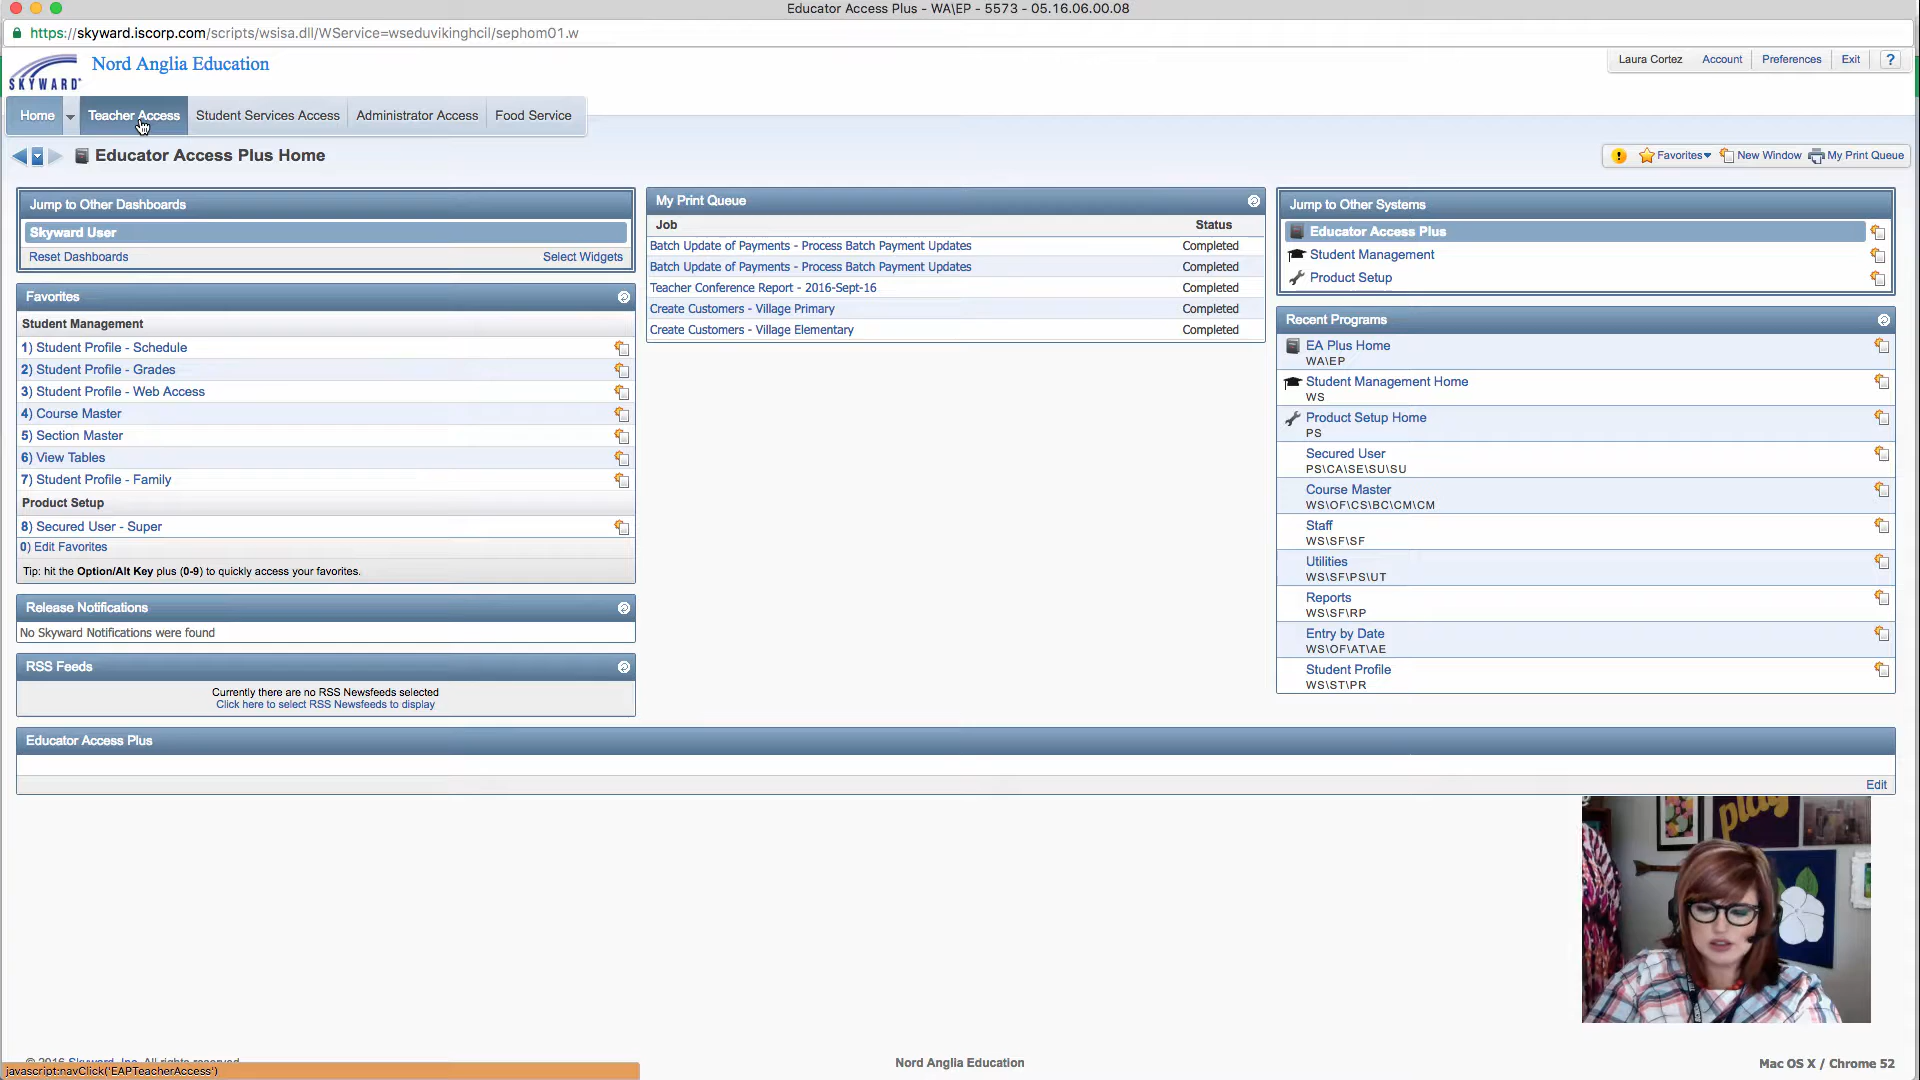 Educator Access Plus - WA\EP - 5573 - 05.16.06.00.08
https://skyward.iscorp.com/scripts/wsisa.dll/WService=wseduvikinghcil/sephom01.w
SKYWARD Nord Anglia Education
Laura Cortez Account Preferences Exit ?
Home Teacher Access Student Services Access Administrator Access Food Service
Educator Access Plus Home
Favorites New Window My Print Queue
Jump to Other Dashboards
Skyward User
Reset Dashboards Select Widgets
Favorites
Student Management
1) Student Profile - Schedule
2) Student Profile - Grades
3) Student Profile - Web Access
4) Course Master
5) Section Master
6) View Tables
7) Student Profile - Family
Product Setup
8) Secured User - Super
0) Edit Favorites
Tip: hit the Option/Alt Key plus (0-9) to quickly access your favorites.
Release Notifications
No Skyward Notifications were found
RSS Feeds
Currently there are no RSS Newsfeeds selected
Click here to select RSS Newsfeeds to display
My Print Queue
Job Status
Batch Update of Payments - Process Batch Payment Updates Completed
Batch Update of Payments - Process Batch Payment Updates Completed
Teacher Conference Report - 2016-Sept-16 Completed
Create Customers - Village Primary Completed
Create Customers - Village Elementary Completed
Jump to Other Systems
Educator Access Plus
Student Management
Product Setup
Recent Programs
EA Plus Home
WA\EP
Student Management Home
WS
Product Setup Home
PS
Secured User
PS\CA\SE\SU\SU
Course Master
WS\OF\CS\BC\CM\CM
Staff
WS\SF\SF
Utilities
WS\SF\PS\UT
Reports
WS\SF\RP
Entry by Date
WS\OF\AT\AE
Student Profile
WS\ST\PR
Educator Access Plus
Edit
play
© 2016 Skyward, Inc. All rights reserved.
javascript:navClick('EAPTeacherAccess')
Nord Anglia Education
Mac OS X / Chrome 52